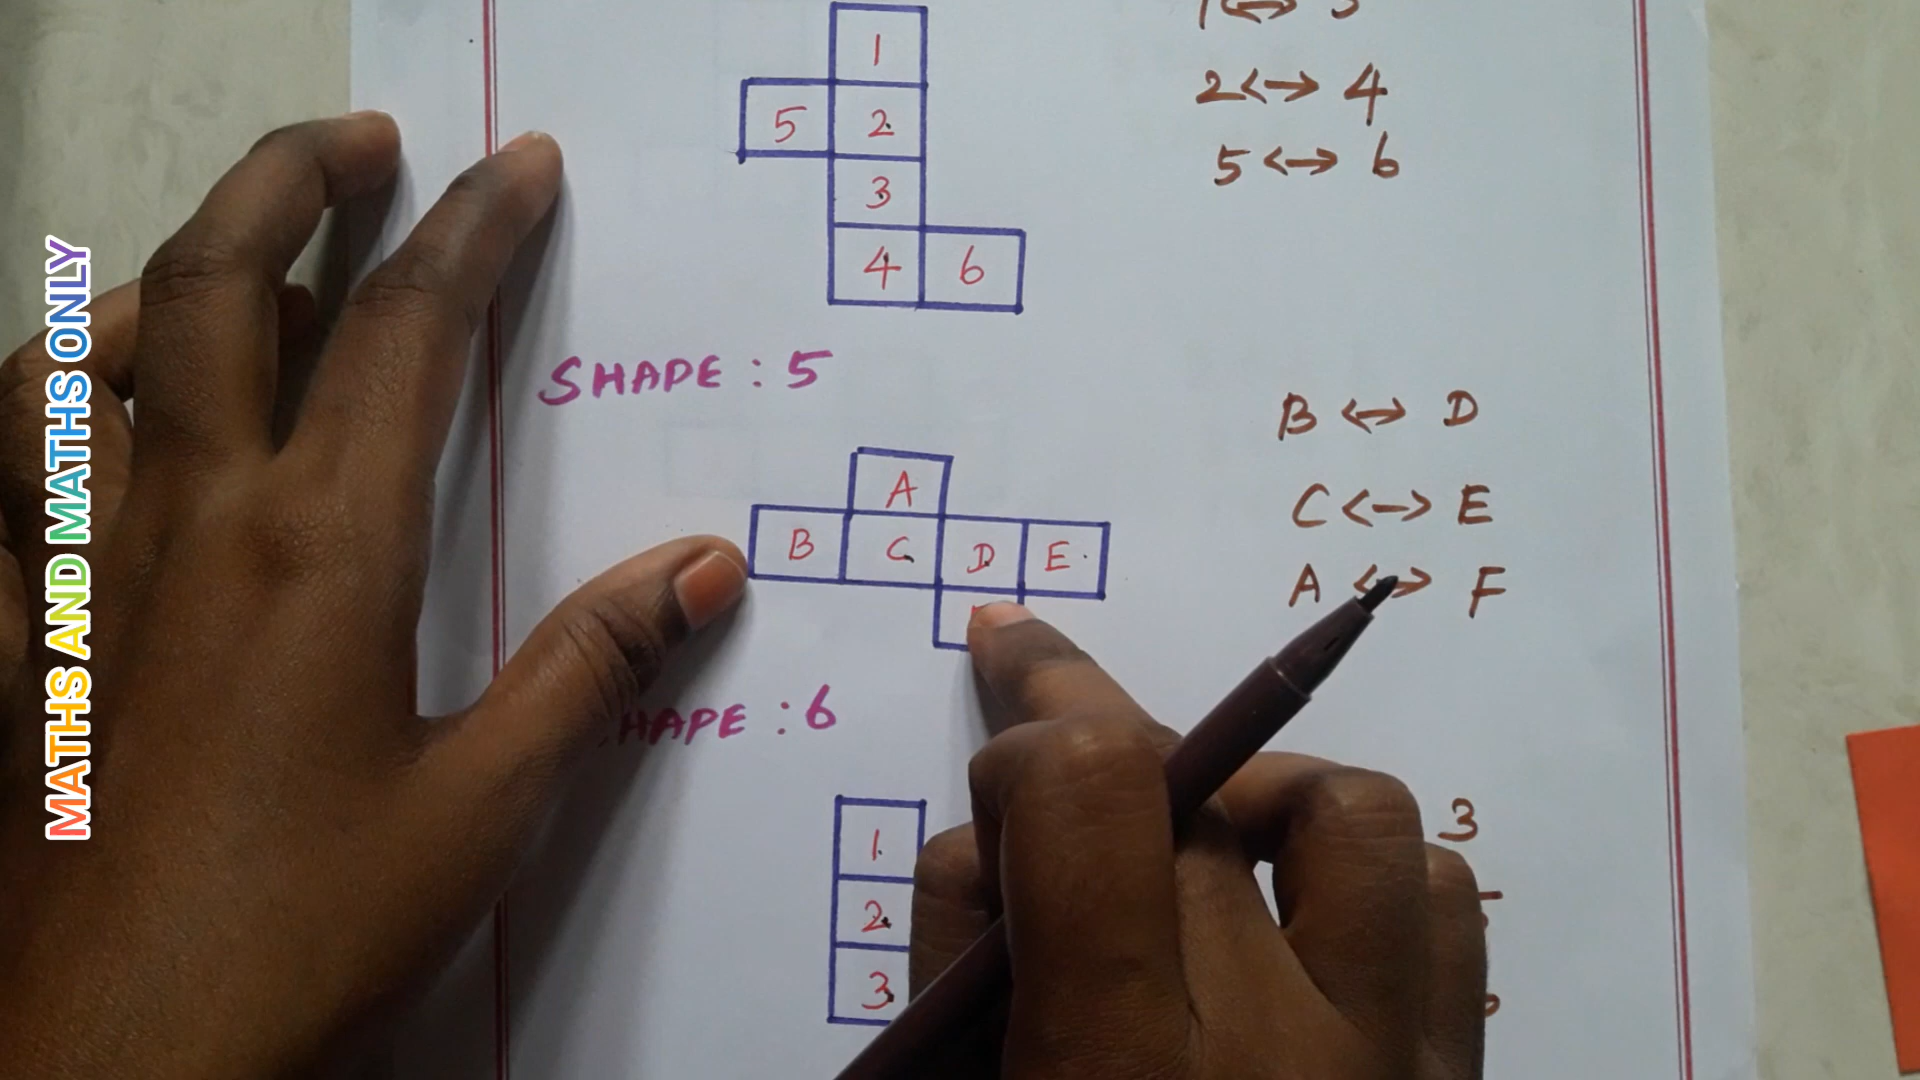 MATHS AND MATHS ONLY
1
5 2
3
4 6
2 <-> 4
5 <-> 6
SHAPE : 5
A
B C D E
B <-> D
C <-> E
A <-> F
HAPE : 6
1
2
3
3